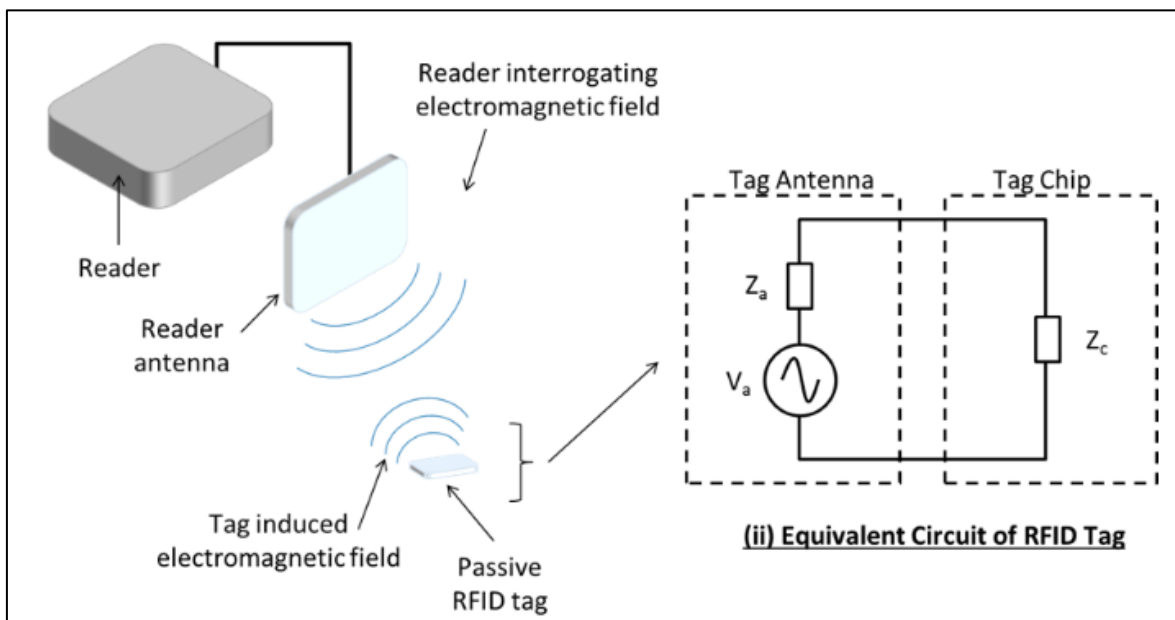 Reader interrogating
electromagnetic field
Reader
Reader
antenna
Tag induced
electromagnetic field
Passive
RFID tag
Tag Antenna
Tag Chip
Zₐ
Vₐ
Z꜀
(ii) Equivalent Circuit of RFID Tag